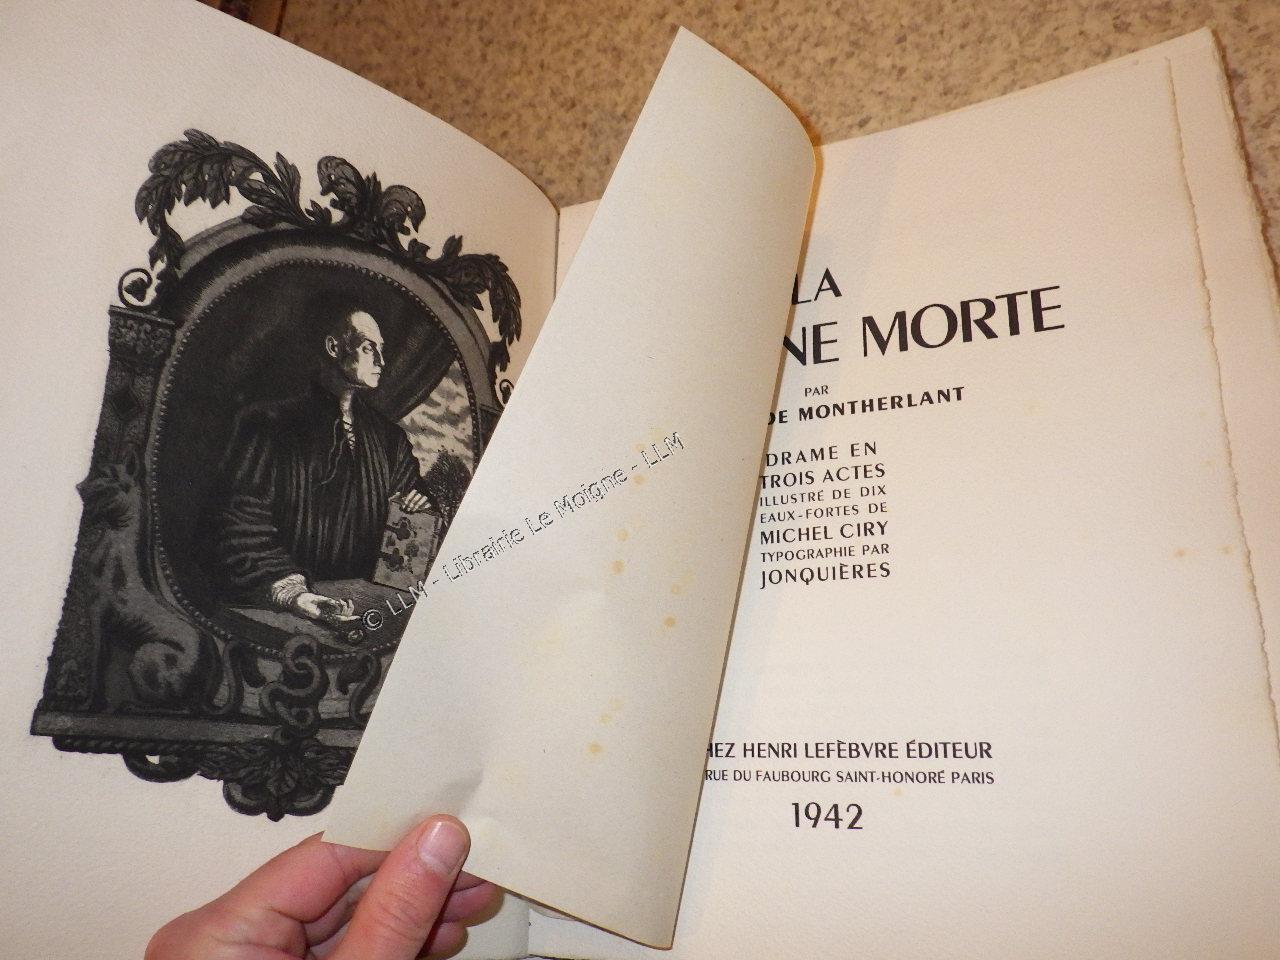 LA
NE MORTE
PAR
DE MONTHERLANT
DRAME EN
TROIS ACTES
ILLUSTRÉ DE DIX
EAUX-FORTES DE
MICHEL CIRY
TYPOGRAPHIE PAR
JONQUIÈRES
HEZ HENRI LEFÈBVRE ÉDITEUR
RUE DU FAUBOURG SAINT-HONORÉ PARIS
1942
© LLM - Librairie Le Moigne - LLM